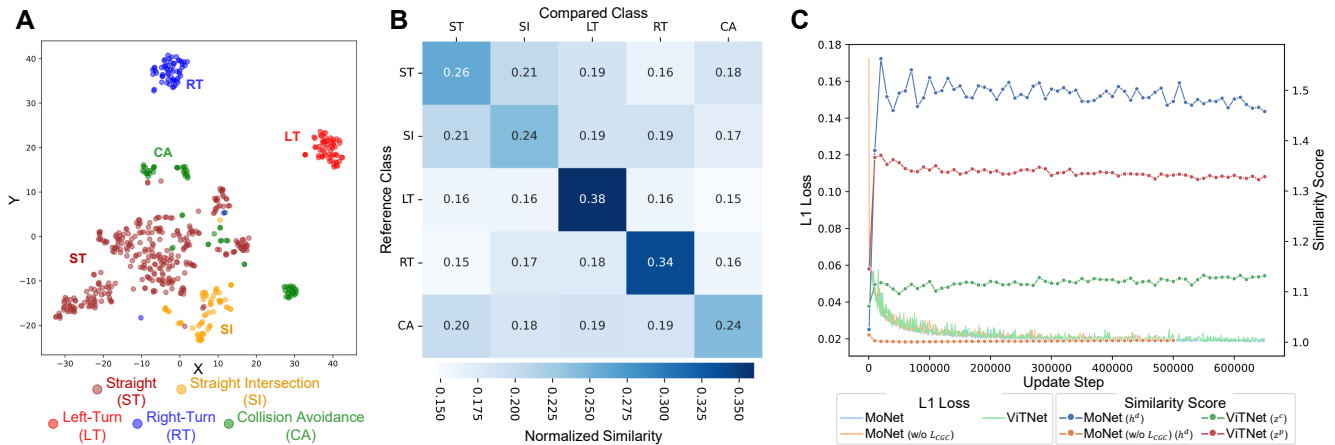 A
Y
40
30
20
10
0
−10
−20
−30
−20
−10
0
10
20
30
40
X
RT
LT
CA
ST
SI
Straight
(ST)
Straight Intersection
(SI)
Left-Turn
(LT)
Right-Turn
(RT)
Collision Avoidance
(CA)
B
Compared Class
ST SI LT RT CA
Reference Class
ST 0.26 0.21 0.19 0.16 0.18
SI 0.21 0.24 0.19 0.19 0.17
LT 0.16 0.16 0.38 0.16 0.15
RT 0.15 0.17 0.18 0.34 0.16
CA 0.20 0.18 0.19 0.19 0.24
0.150 0.175 0.200 0.225 0.250 0.275 0.300 0.325 0.350
Normalized Similarity
C
L1 Loss
0.18
0.16
0.14
0.12
0.10
0.08
0.06
0.04
0.02
Similarity Score
1.5
1.4
1.3
1.2
1.1
1.0
0 100000 200000 300000 400000 500000 600000
Update Step
L1 Loss
MoNet
ViTNet
MoNet (w/o L_CGC)
Similarity Score
MoNet (h^d)
ViTNet (z^c)
MoNet (w/o L_CGC) (h^d)
ViTNet (z^p)